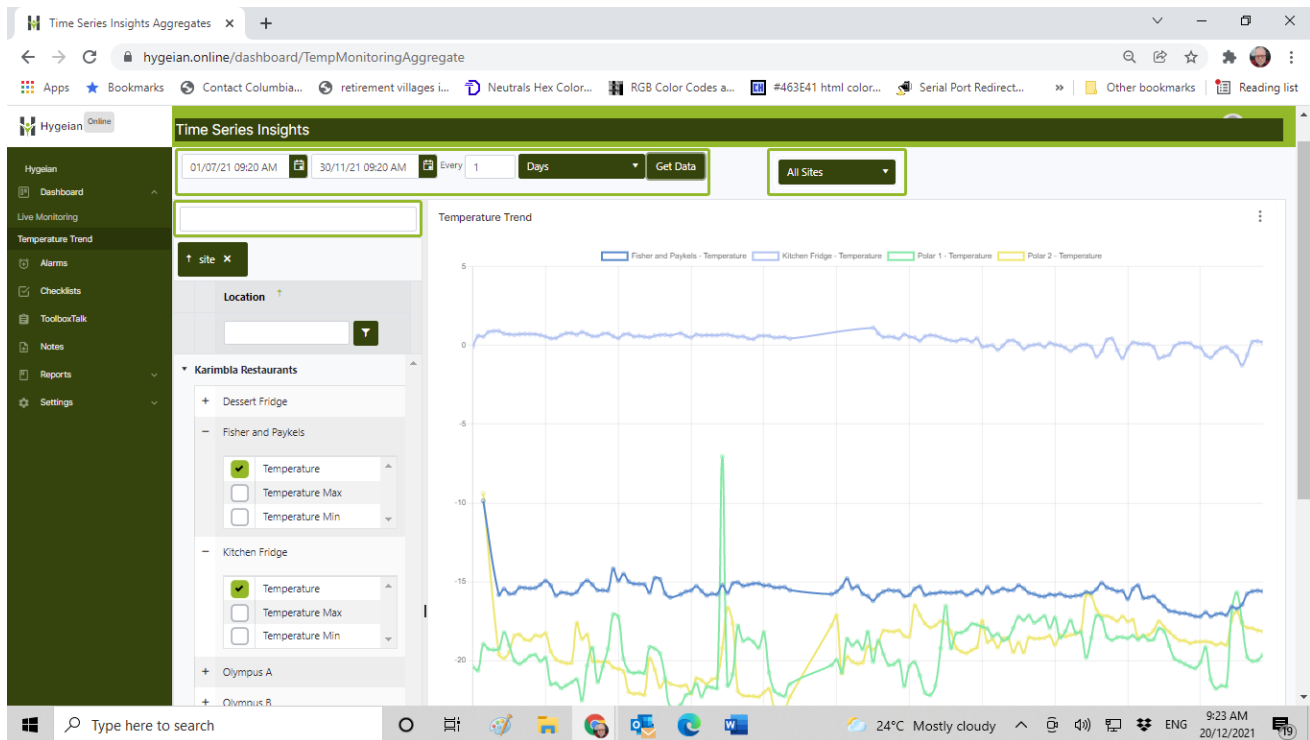 Time Series Insights Aggregates
hygeian.online/dashboard/TempMonitoringAggregate
Apps Bookmarks Contact Columbia... retirement villages i... Neutrals Hex Color... RGB Color Codes a... CH #463E41 html color... Serial Port Redirect... » Other bookmarks Reading list
Hygeian Online
Time Series Insights
01/07/21 09:20 AM 30/11/21 09:20 AM Every 1 Days Get Data All Sites
Hygeian
Dashboard
Live Monitoring
Temperature Trend
Alarms
Checklists
ToolboxTalk
Notes
Reports
Settings
↑ site ×
Location ↑
Karimbla Restaurants
+ Dessert Fridge
− Fisher and Paykels
Temperature
Temperature Max
Temperature Min
− Kitchen Fridge
Temperature
Temperature Max
Temperature Min
+ Olympus A
+ Olympus B
Temperature Trend
Fisher and Paykels - Temperature Kitchen Fridge - Temperature Polar 1 - Temperature Polar 2 - Temperature
5
0
-5
-10
-15
-20
Type here to search
24°C Mostly cloudy ENG 9:23 AM
20/12/2021
19